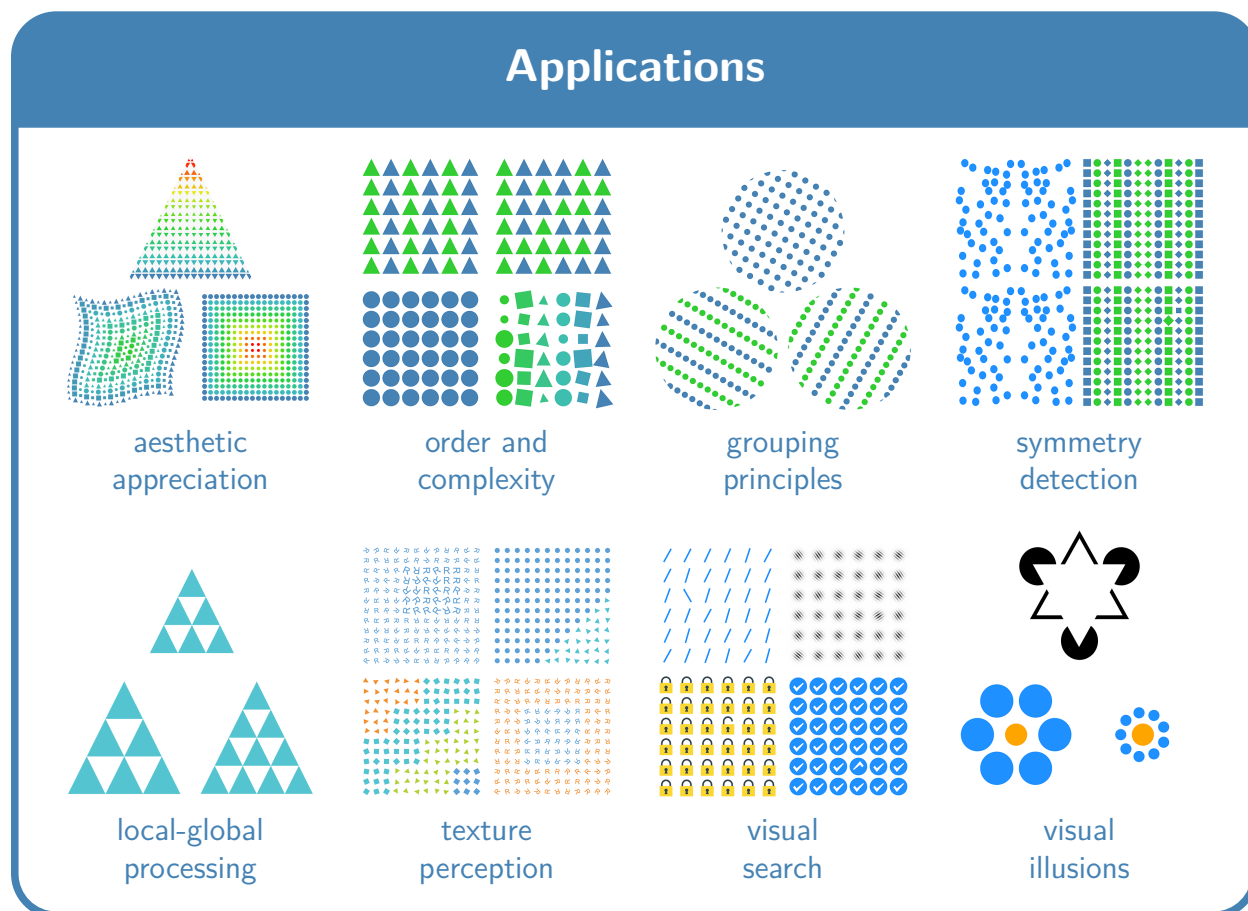 Applications
aesthetic
appreciation
order and
complexity
grouping
principles
symmetry
detection
local-global
processing
texture
perception
visual
search
visual
illusions